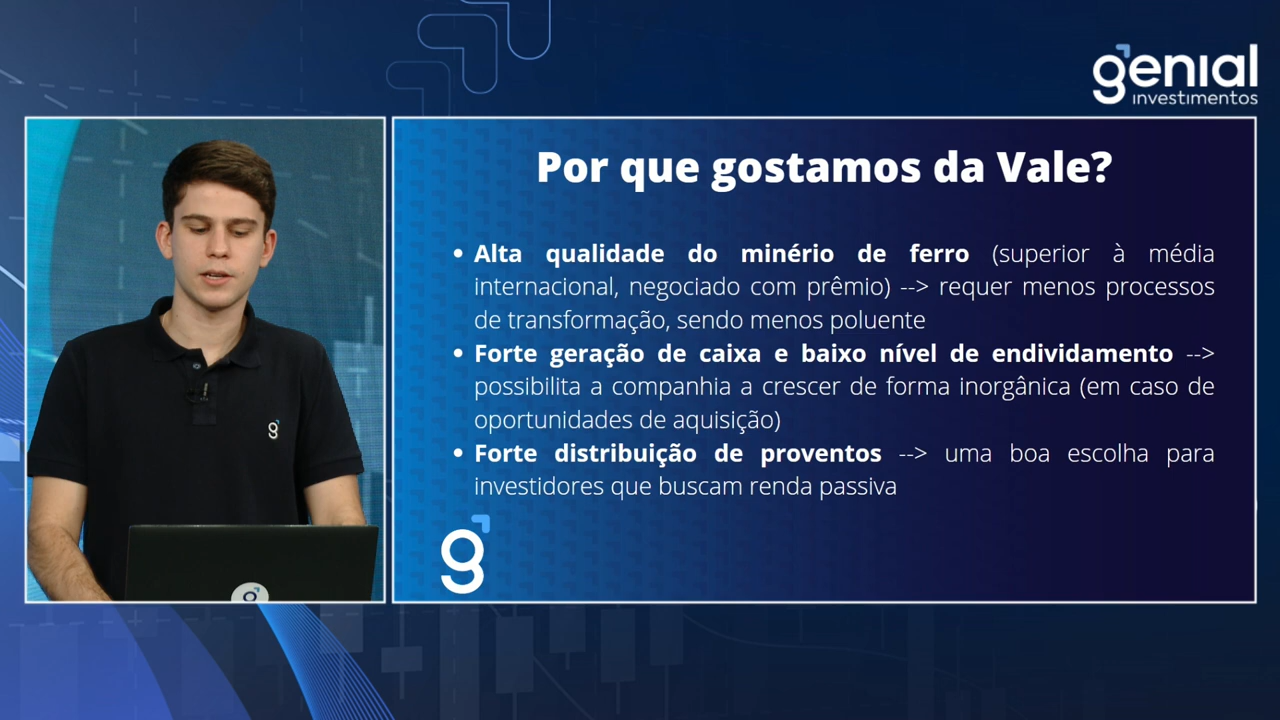 genial
investimentos
Por que gostamos da Vale?
• Alta qualidade do minério de ferro (superior à média
internacional, negociado com prêmio) --> requer menos processos
de transformação, sendo menos poluente
• Forte geração de caixa e baixo nível de endividamento -->
possibilita a companhia a crescer de forma inorgânica (em caso de
oportunidades de aquisição)
• Forte distribuição de proventos --> uma boa escolha para
investidores que buscam renda passiva
g
g
g